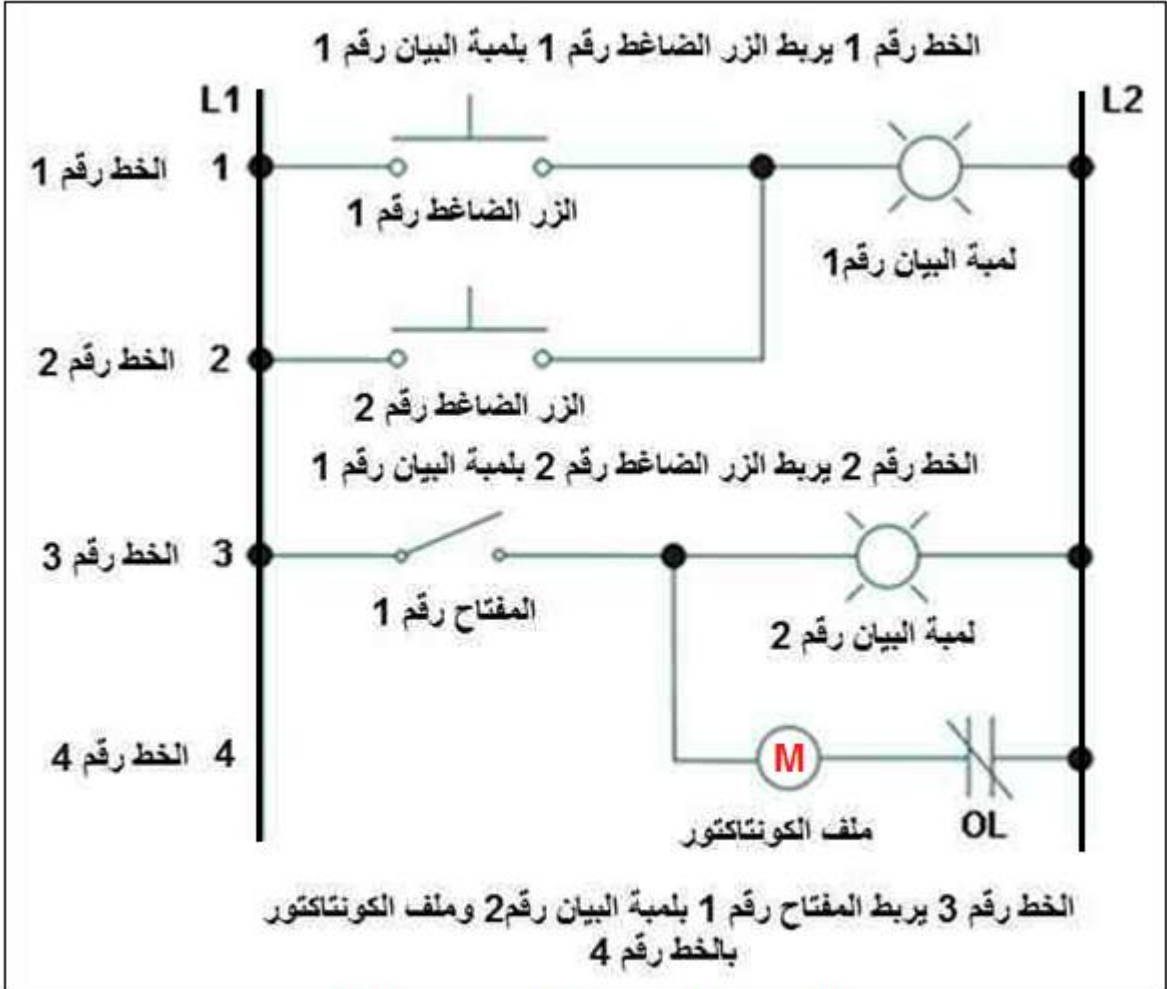 الخط رقم 1 يربط الزر الضاغط رقم 1 بلمبة البيان رقم 1
L1
L2
الخط رقم 1
1
الزر الضاغط رقم 1
لمبة البيان رقم1
الخط رقم 2
2
الزر الضاغط رقم 2
الخط رقم 2 يربط الزر الضاغط رقم 2 بلمبة البيان رقم 1
الخط رقم 3
3
المفتاح رقم 1
لمبة البيان رقم 2
الخط رقم 4
4
M
ملف الكونتاكتور
OL
الخط رقم 3 يربط المفتاح رقم 1 بلمبة البيان رقم2 وملف الكونتاكتور
بالخط رقم 4